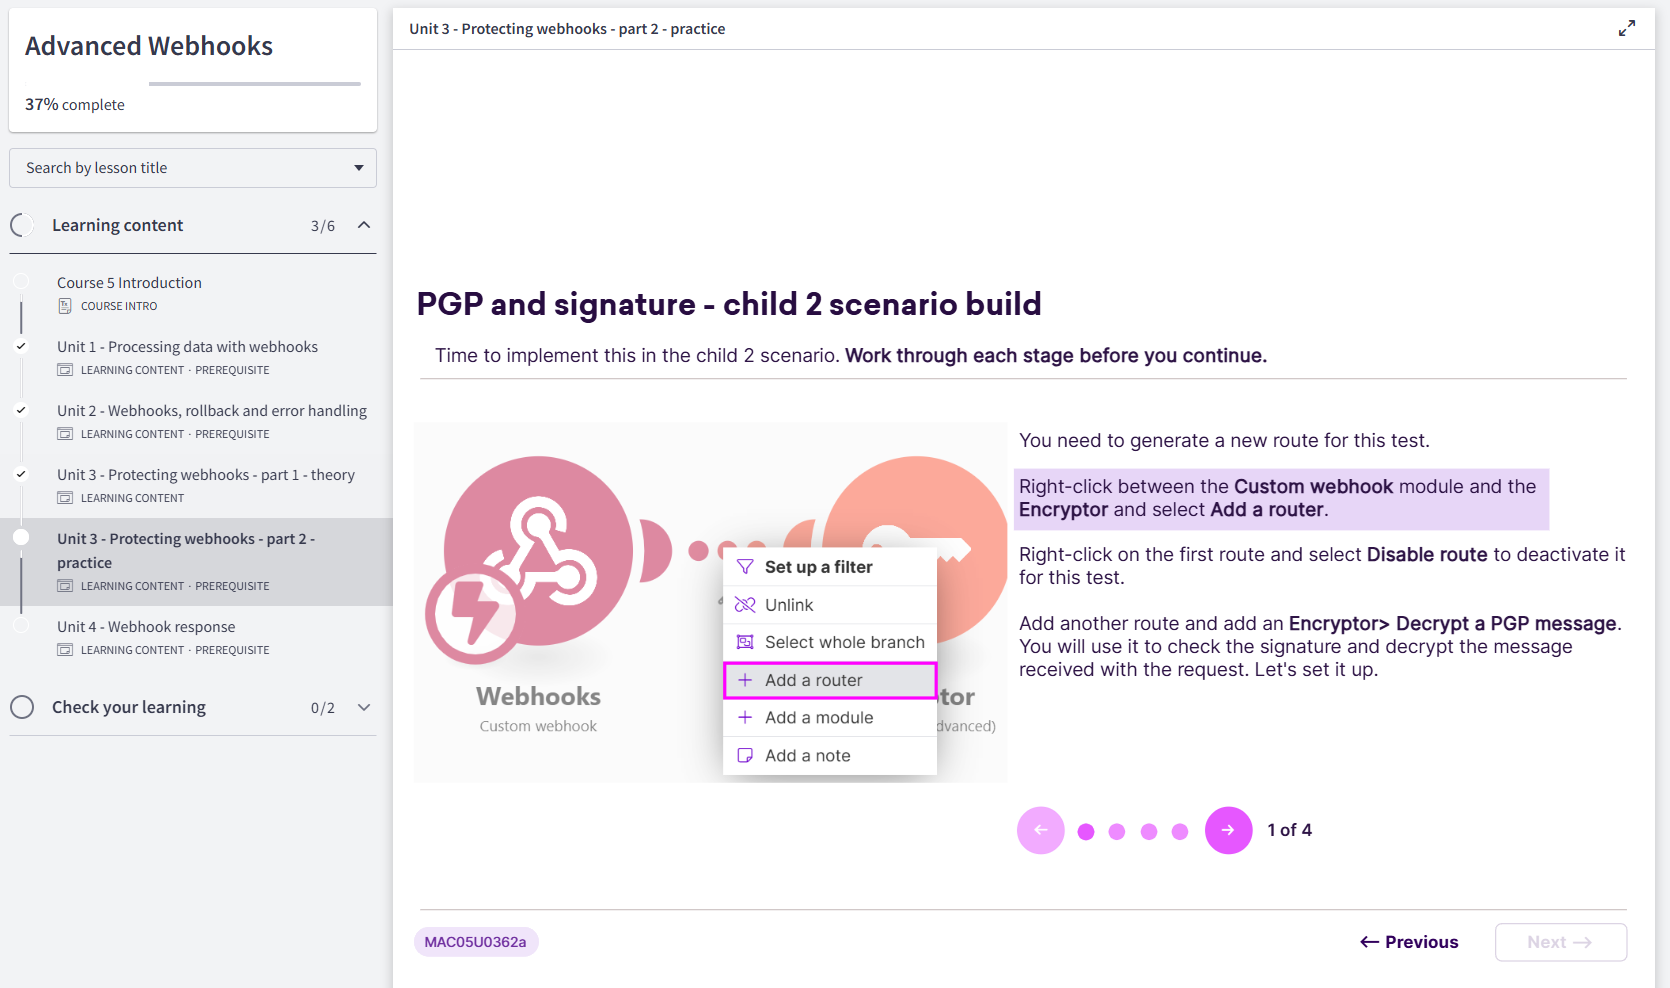 Advanced Webhooks
37% complete
Search by lesson title
Learning content 3/6
Course 5 Introduction
COURSE INTRO
Unit 1 - Processing data with webhooks
LEARNING CONTENT · PREREQUISITE
Unit 2 - Webhooks, rollback and error handling
LEARNING CONTENT · PREREQUISITE
Unit 3 - Protecting webhooks - part 1 - theory
LEARNING CONTENT
Unit 3 - Protecting webhooks - part 2 -
practice
LEARNING CONTENT · PREREQUISITE
Unit 4 - Webhook response
LEARNING CONTENT · PREREQUISITE
Check your learning 0/2
Unit 3 - Protecting webhooks - part 2 - practice
PGP and signature - child 2 scenario build
Time to implement this in the child 2 scenario. Work through each stage before you continue.
Webhooks
Custom webhook
Set up a filter
Unlink
Select whole branch
Add a router
Add a module
Add a note
tor
dvanced)
You need to generate a new route for this test.
Right-click between the Custom webhook module and the
Encryptor and select Add a router.
Right-click on the first route and select Disable route to deactivate it
for this test.
Add another route and add an Encryptor> Decrypt a PGP message.
You will use it to check the signature and decrypt the message
received with the request. Let's set it up.
1 of 4
MAC05U0362a
← Previous
Next →